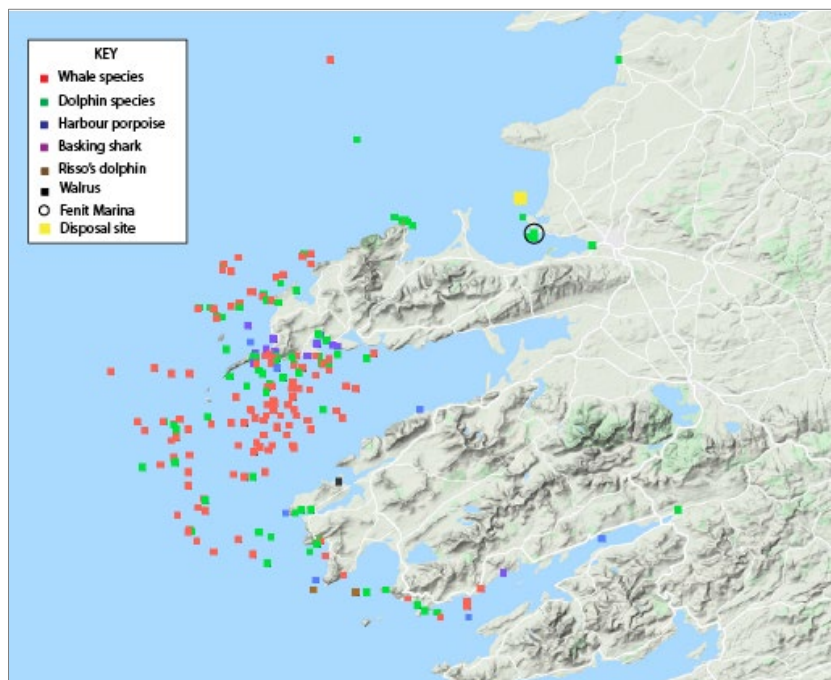 KEY
Whale species
Dolphin species
Harbour porpoise
Basking shark
Risso's dolphin
Walrus
Fenit Marina
Disposal site